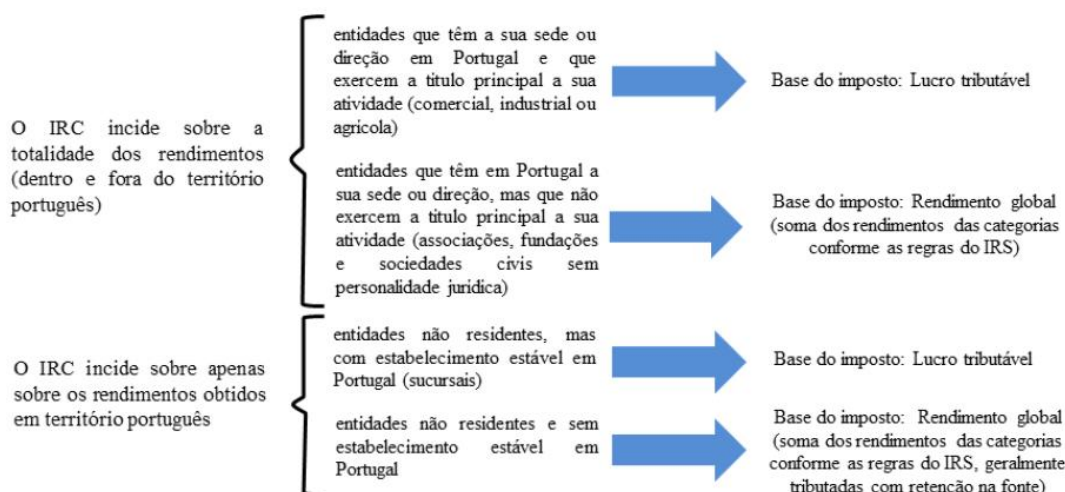 O IRC incide sobre a
totalidade dos rendimentos
(dentro e fora do território
português)
entidades que têm a sua sede ou
direção em Portugal e que
exercem a titulo principal a sua
atividade (comercial, industrial ou
agrícola)
Base do imposto: Lucro tributável
entidades que têm em Portugal a
sua sede ou direção, mas que não
exercem a titulo principal a sua
atividade (associações, fundações
e sociedades civis sem
personalidade jurídica)
Base do imposto: Rendimento global
(soma dos rendimentos das categorias
conforme as regras do IRS)
O IRC incide sobre apenas
sobre os rendimentos obtidos
em território português
entidades não residentes, mas
com estabelecimento estável em
Portugal (sucursais)
Base do imposto: Lucro tributável
entidades não residentes e sem
estabelecimento estável em
Portugal
Base do imposto: Rendimento global
(soma dos rendimentos das categorias
conforme as regras do IRS, geralmente
tributadas com retenção na fonte)